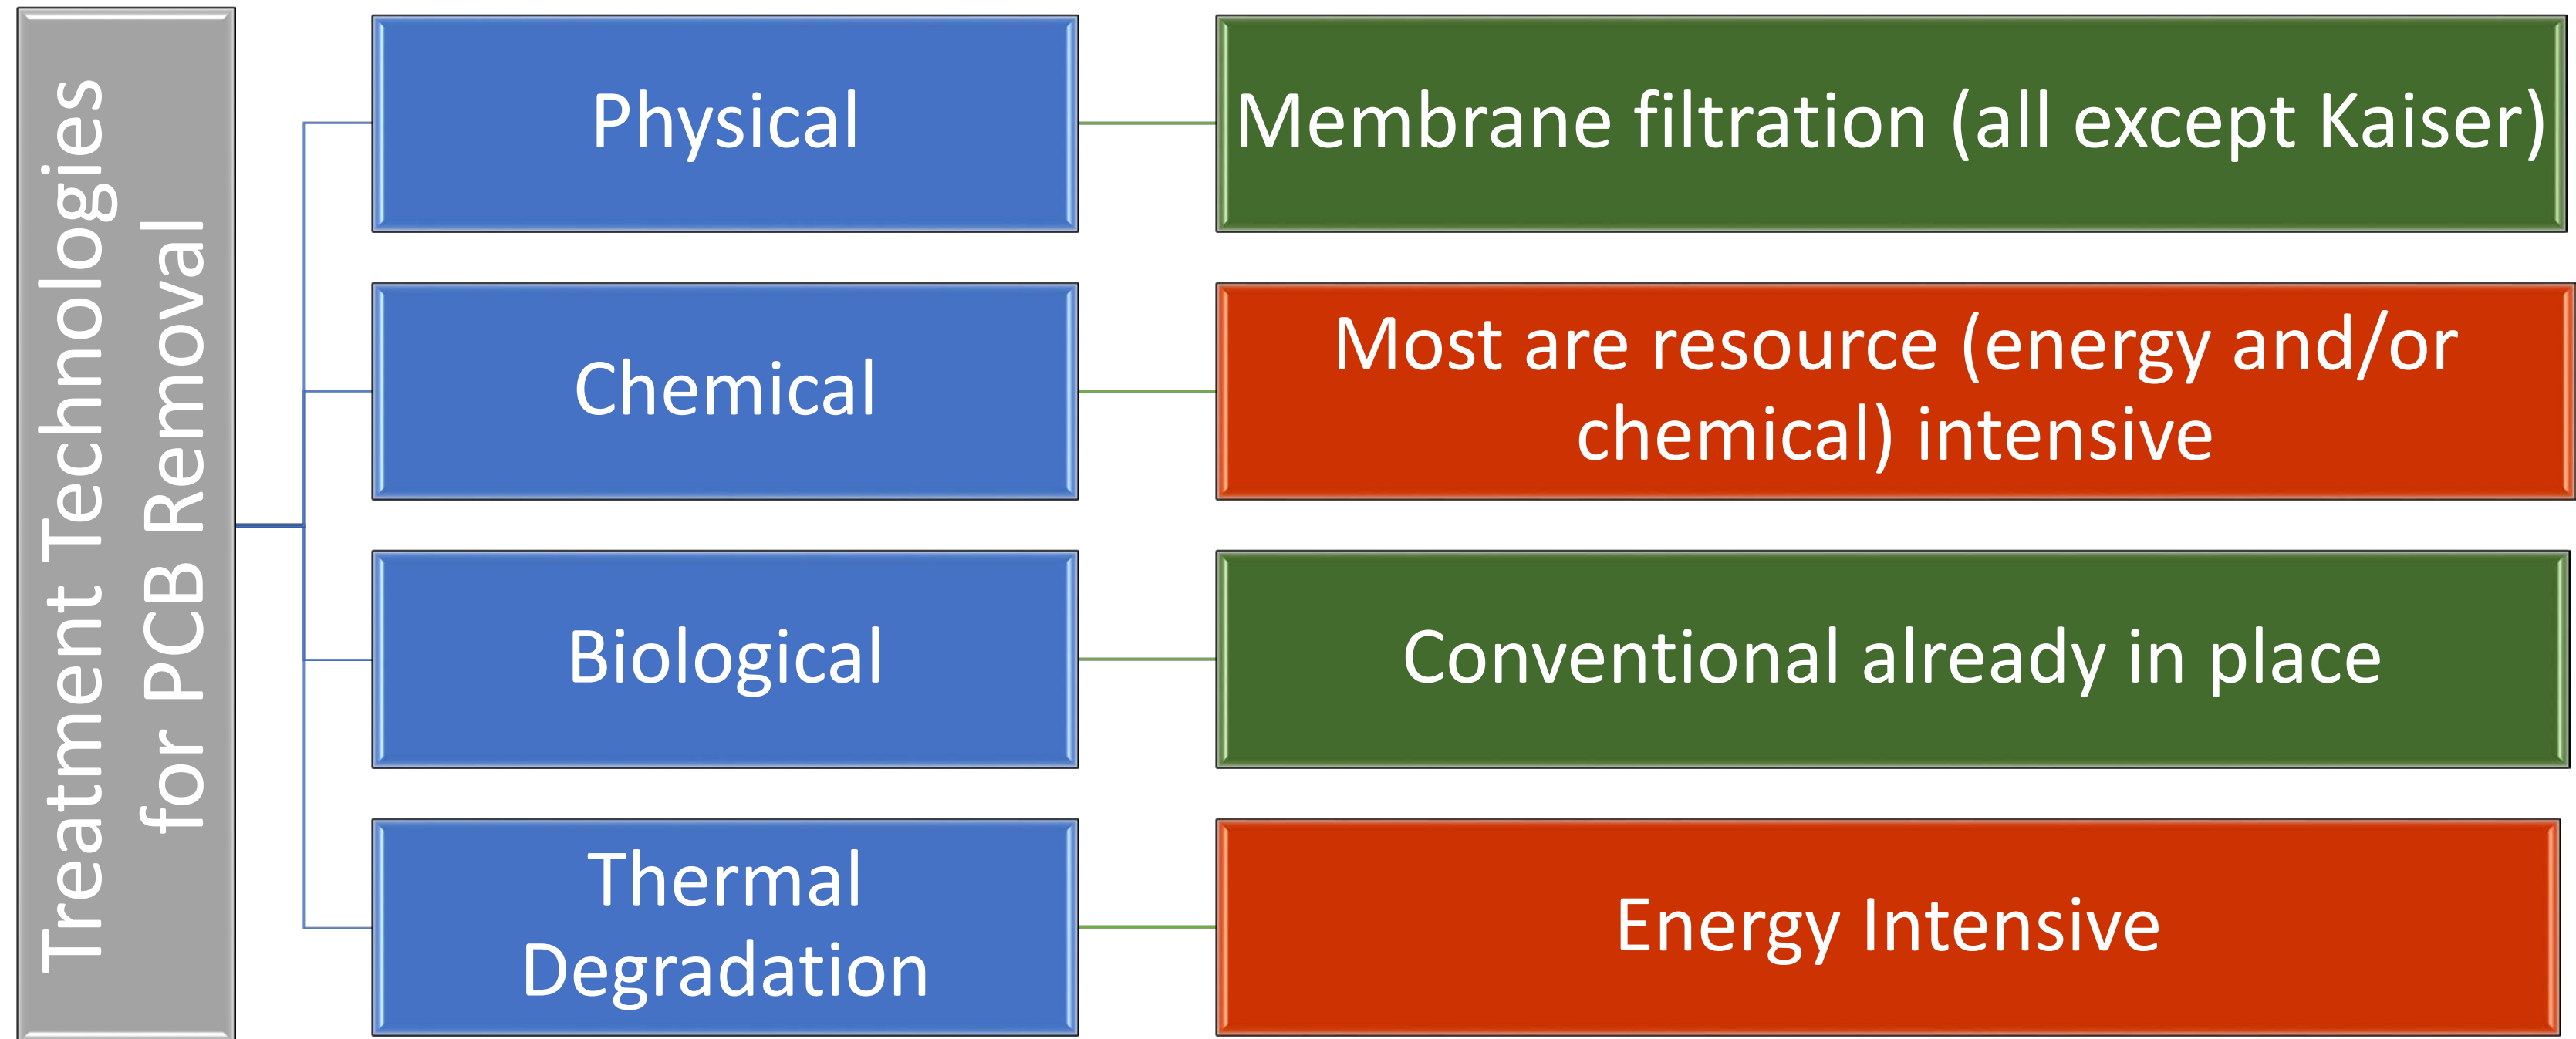 Treatment Technologies
for PCB Removal
Physical
Membrane filtration (all except Kaiser)
Chemical
Most are resource (energy and/or
chemical) intensive
Biological
Conventional already in place
Thermal
Degradation
Energy Intensive